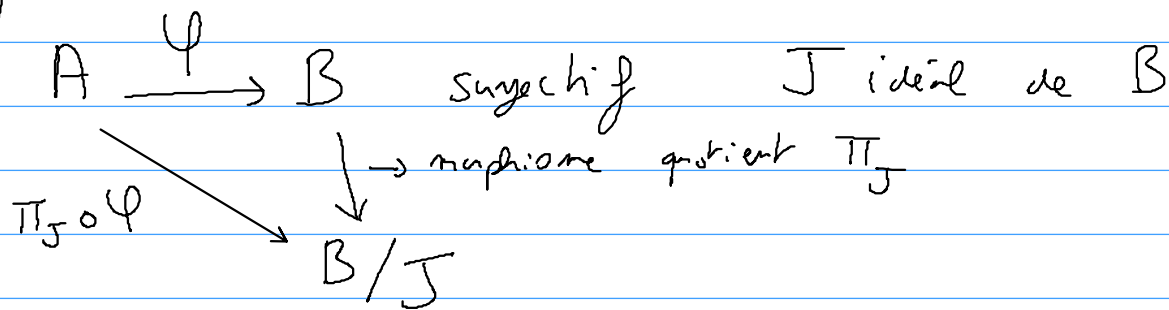 A φ B surjectif J idéal de B
→ morphisme quotient π_J
π_J ∘ φ
B/J